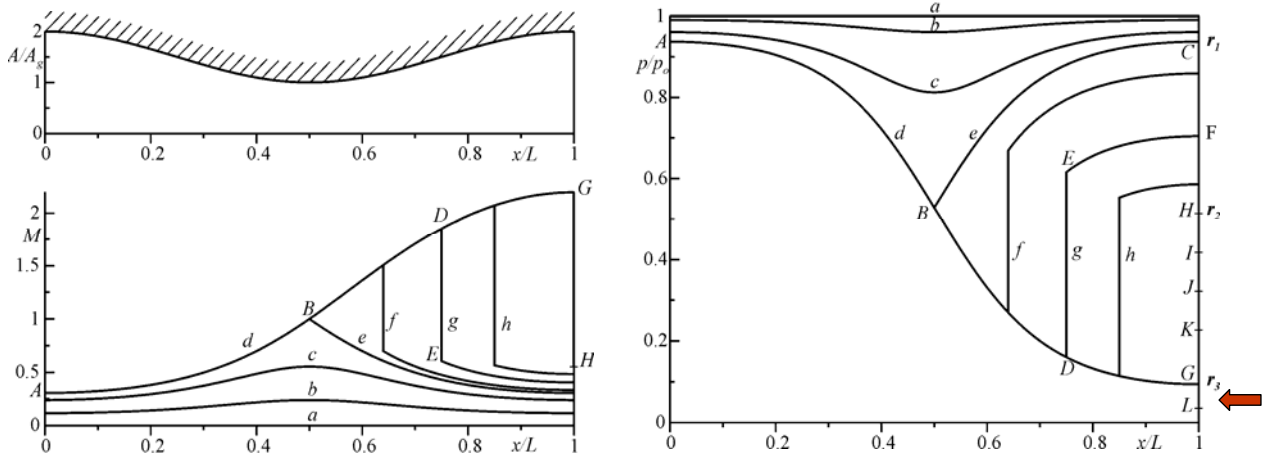 2
A/A_g
1
0
0 0.2 0.4 0.6 0.8 x/L 1
2
M
1.5
1
0.5
A
0
G
D
B
d e f g h
c E H
b
a
0 0.2 0.4 0.6 0.8 x/L 1
1
A
p/p_o
0.8
0.6
0.4
0.2
0
a
b
c
d e
B
C r_1
E F
H r_2
f g h I
J
K
D G r_3
L
0 0.2 0.4 0.6 0.8 x/L 1